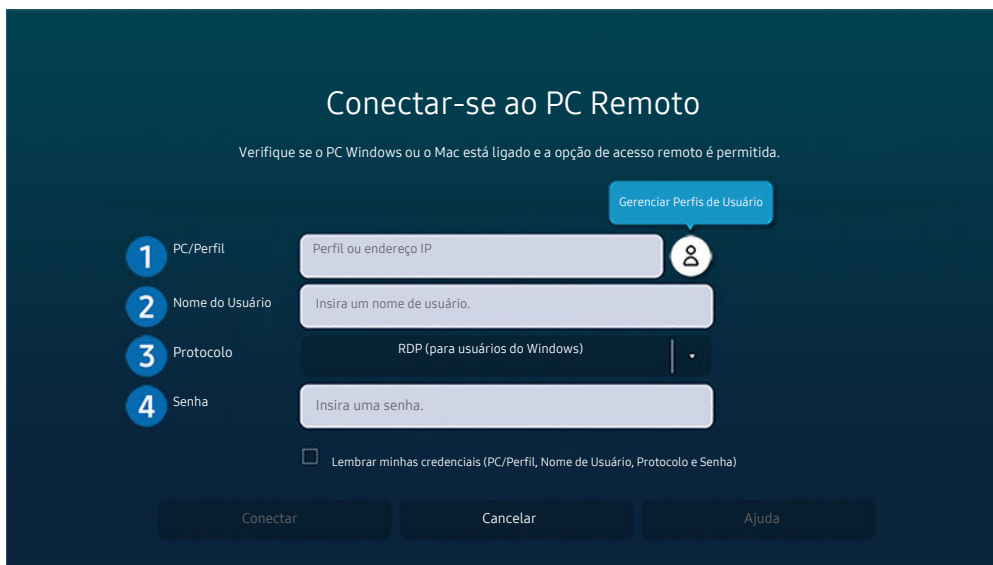 Conectar-se ao PC Remoto
Verifique se o PC Windows ou o Mac está ligado e a opção de acesso remoto é permitida.
Gerenciar Perfis de Usuário
1 PC/Perfil Perfil ou endereço IP
2 Nome do Usuário Insira um nome de usuário.
3 Protocolo RDP (para usuários do Windows)
4 Senha Insira uma senha.
Lembrar minhas credenciais (PC/Perfil, Nome de Usuário, Protocolo e Senha)
Conectar Cancelar Ajuda